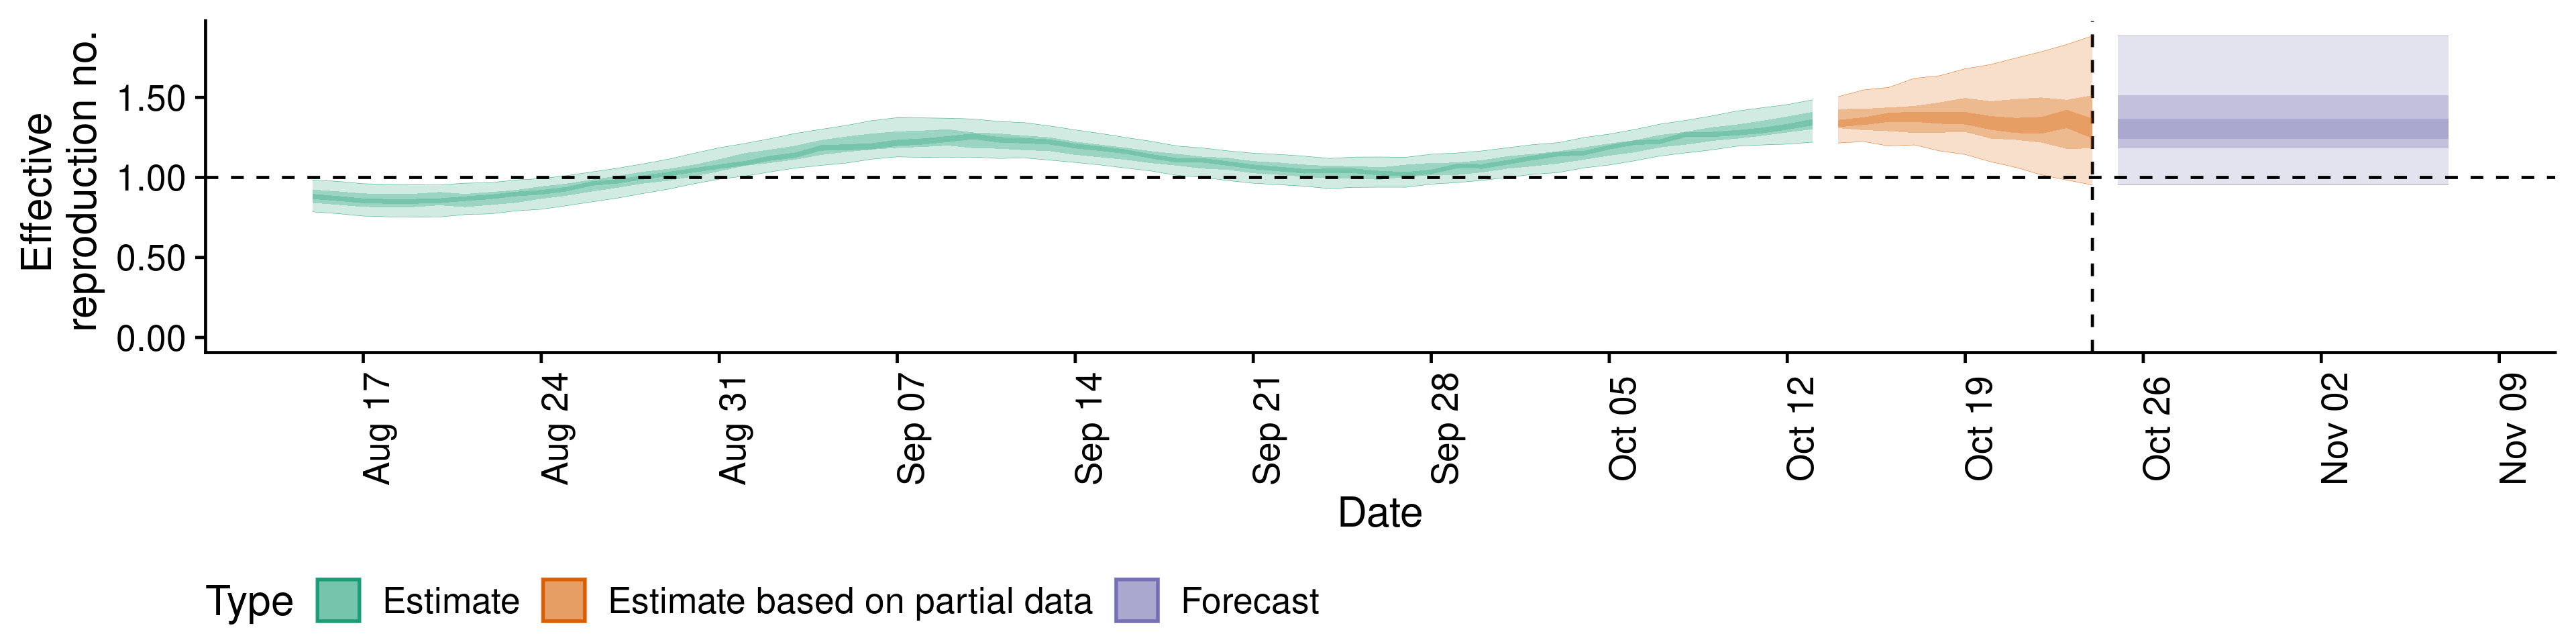 Effective
reproduction no.
1.50
1.00
0.50
0.00
Aug 17
Aug 24
Aug 31
Sep 07
Sep 14
Sep 21
Sep 28
Oct 05
Oct 12
Oct 19
Oct 26
Nov 02
Nov 09
Date
Type Estimate Estimate based on partial data Forecast